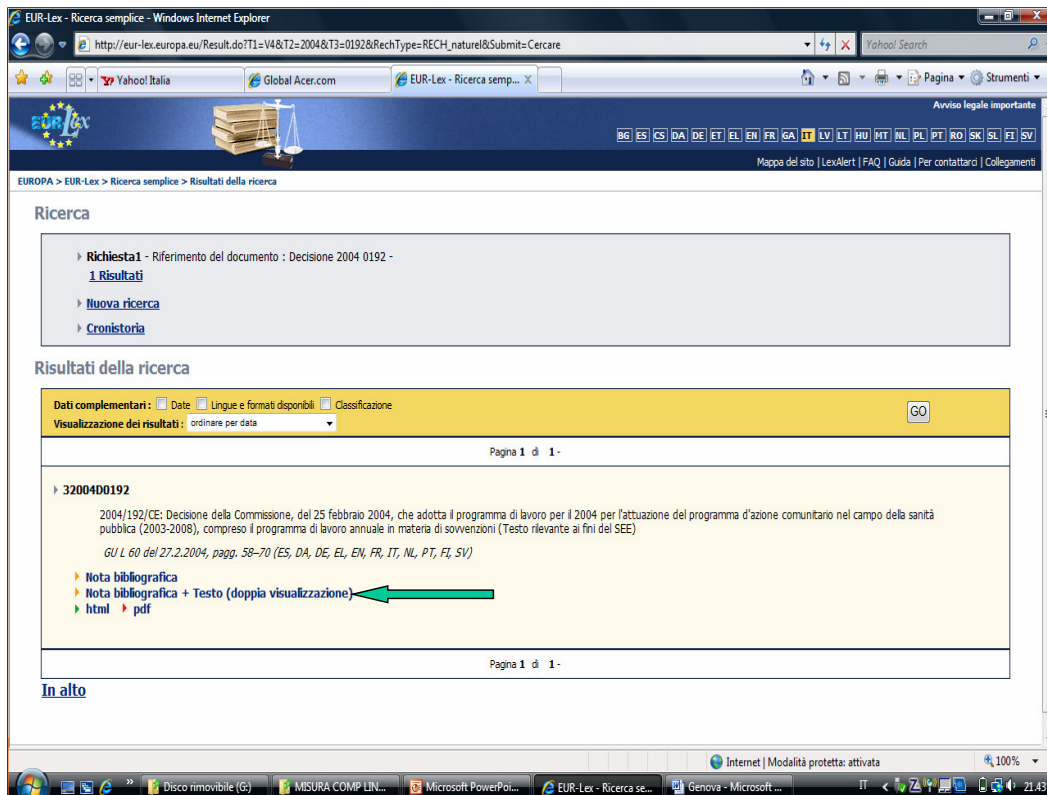 EUR-Lex - Ricerca semplice - Windows Internet Explorer
http://eur-lex.europa.eu/Result.do?T1=V4&T2=2004&T3=0192&RechType=RECH_naturel&Submit=Cercare
Yahoo! Search
Yahoo! Italia
Global Acer.com
EUR-Lex - Ricerca semp...
Pagina
Strumenti
EUR lex
Avviso legale importante
BG ES CS DA DE ET EL EN FR GA IT LV LT HU MT NL PL PT RO SK SL FI SV
Mappa del sito | LexAlert | FAQ | Guida | Per contattarci | Collegamenti
EUROPA > EUR-Lex > Ricerca semplice > Risultati della ricerca
Ricerca
Richiesta1 - Riferimento del documento : Decisione 2004 0192 -
1 Risultati
Nuova ricerca
Cronistoria
Risultati della ricerca
Dati complementari : Date Lingue e formati disponibili Classificazione
GO
Visualizzazione dei risultati : ordinare per data
Pagina 1 di 1 -
32004D0192
2004/192/CE: Decisione della Commissione, del 25 febbraio 2004, che adotta il programma di lavoro per il 2004 per l'attuazione del programma d'azione comunitario nel campo della sanità
pubblica (2003-2008), compreso il programma di lavoro annuale in materia di sovvenzioni (Testo rilevante ai fini del SEE)
GU L 60 del 27.2.2004, pagg. 58–70 (ES, DA, DE, EL, EN, FR, IT, NL, PT, FI, SV)
Nota bibliografica
Nota bibliografica + Testo (doppia visualizzazione)
html pdf
Pagina 1 di 1 -
In alto
Internet | Modalità protetta: attivata
100%
Disco rimovibile (G:)
MISURA COMP LIN...
Microsoft PowerPoi...
EUR-Lex - Ricerca se...
Genova - Microsoft ...
IT
21.43